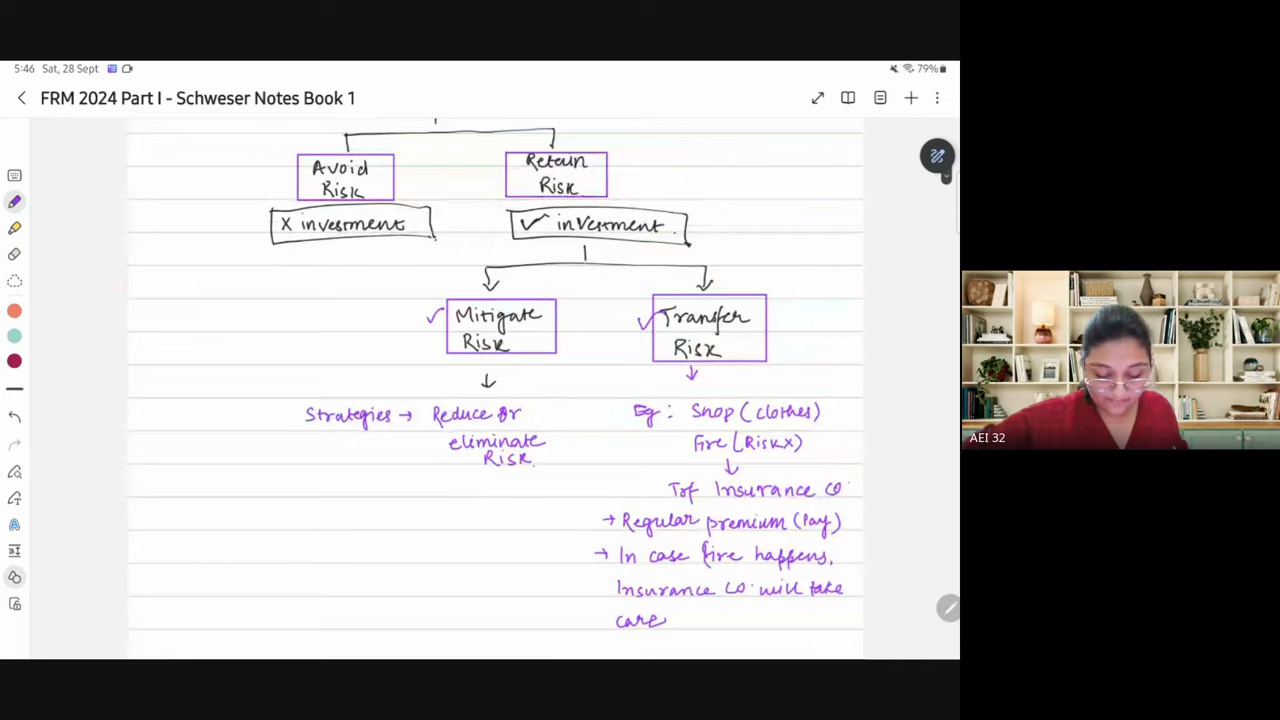 5:46 Sat, 28 Sept 79%
FRM 2024 Part I - Schweser Notes Book 1
Avoid
Risk
Retain
Risk
X investment
✓ investment.
✓ Mitigate
Risk
✓ Transfer
Risk
Strategies → Reduce or
eliminate
Risk.
Eg: Shop (clothes)
Fire (Risk X)
Trf Insurance Co.
→ Regular premium (Pay)
→ In case fire happens,
Insurance Co. will take
care
AEI 32